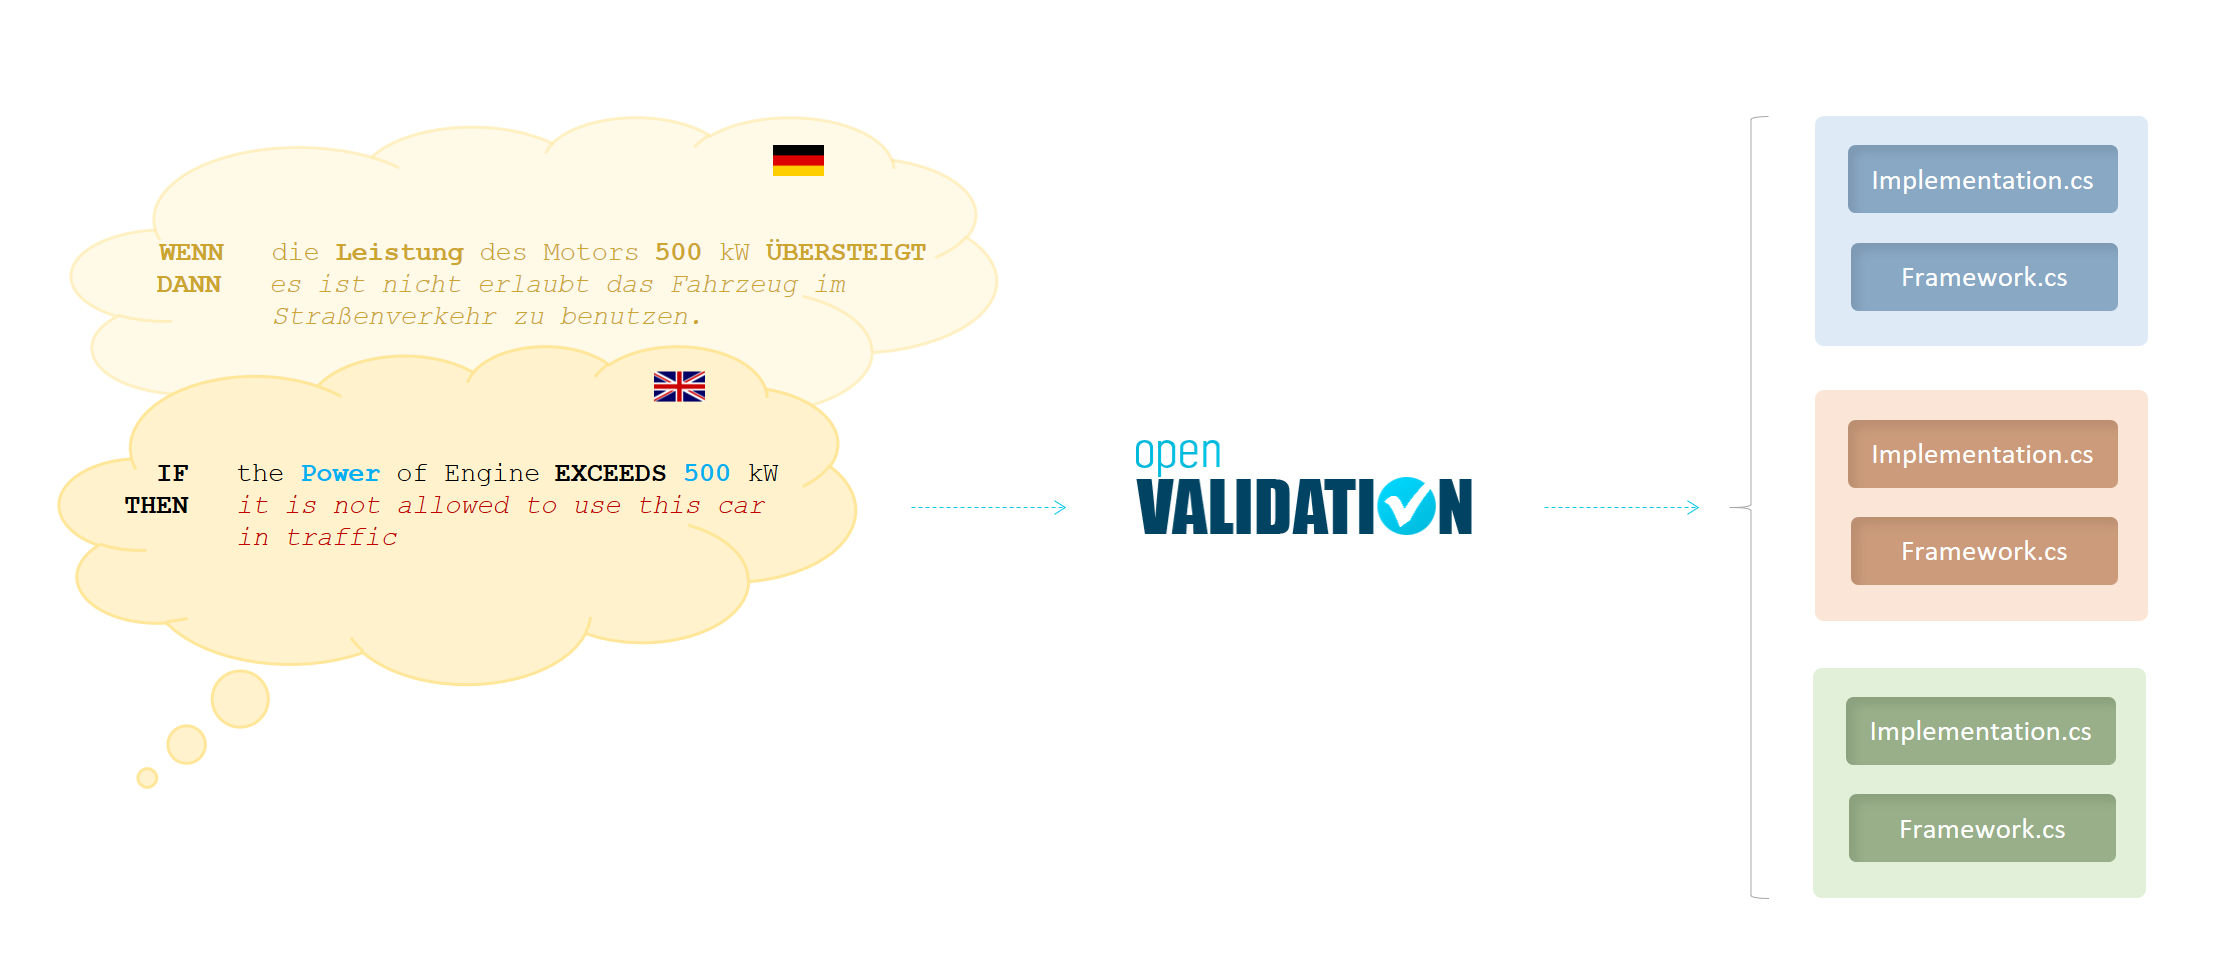 WENN die Leistung des Motors 500 kW ÜBERSTEIGT
DANN es ist nicht erlaubt das Fahrzeug im
Straßenverkehr zu benutzen.
IF the Power of Engine EXCEEDS 500 kW
THEN it is not allowed to use this car
in traffic
open
VALIDATION
Implementation.cs
Framework.cs
Implementation.cs
Framework.cs
Implementation.cs
Framework.cs